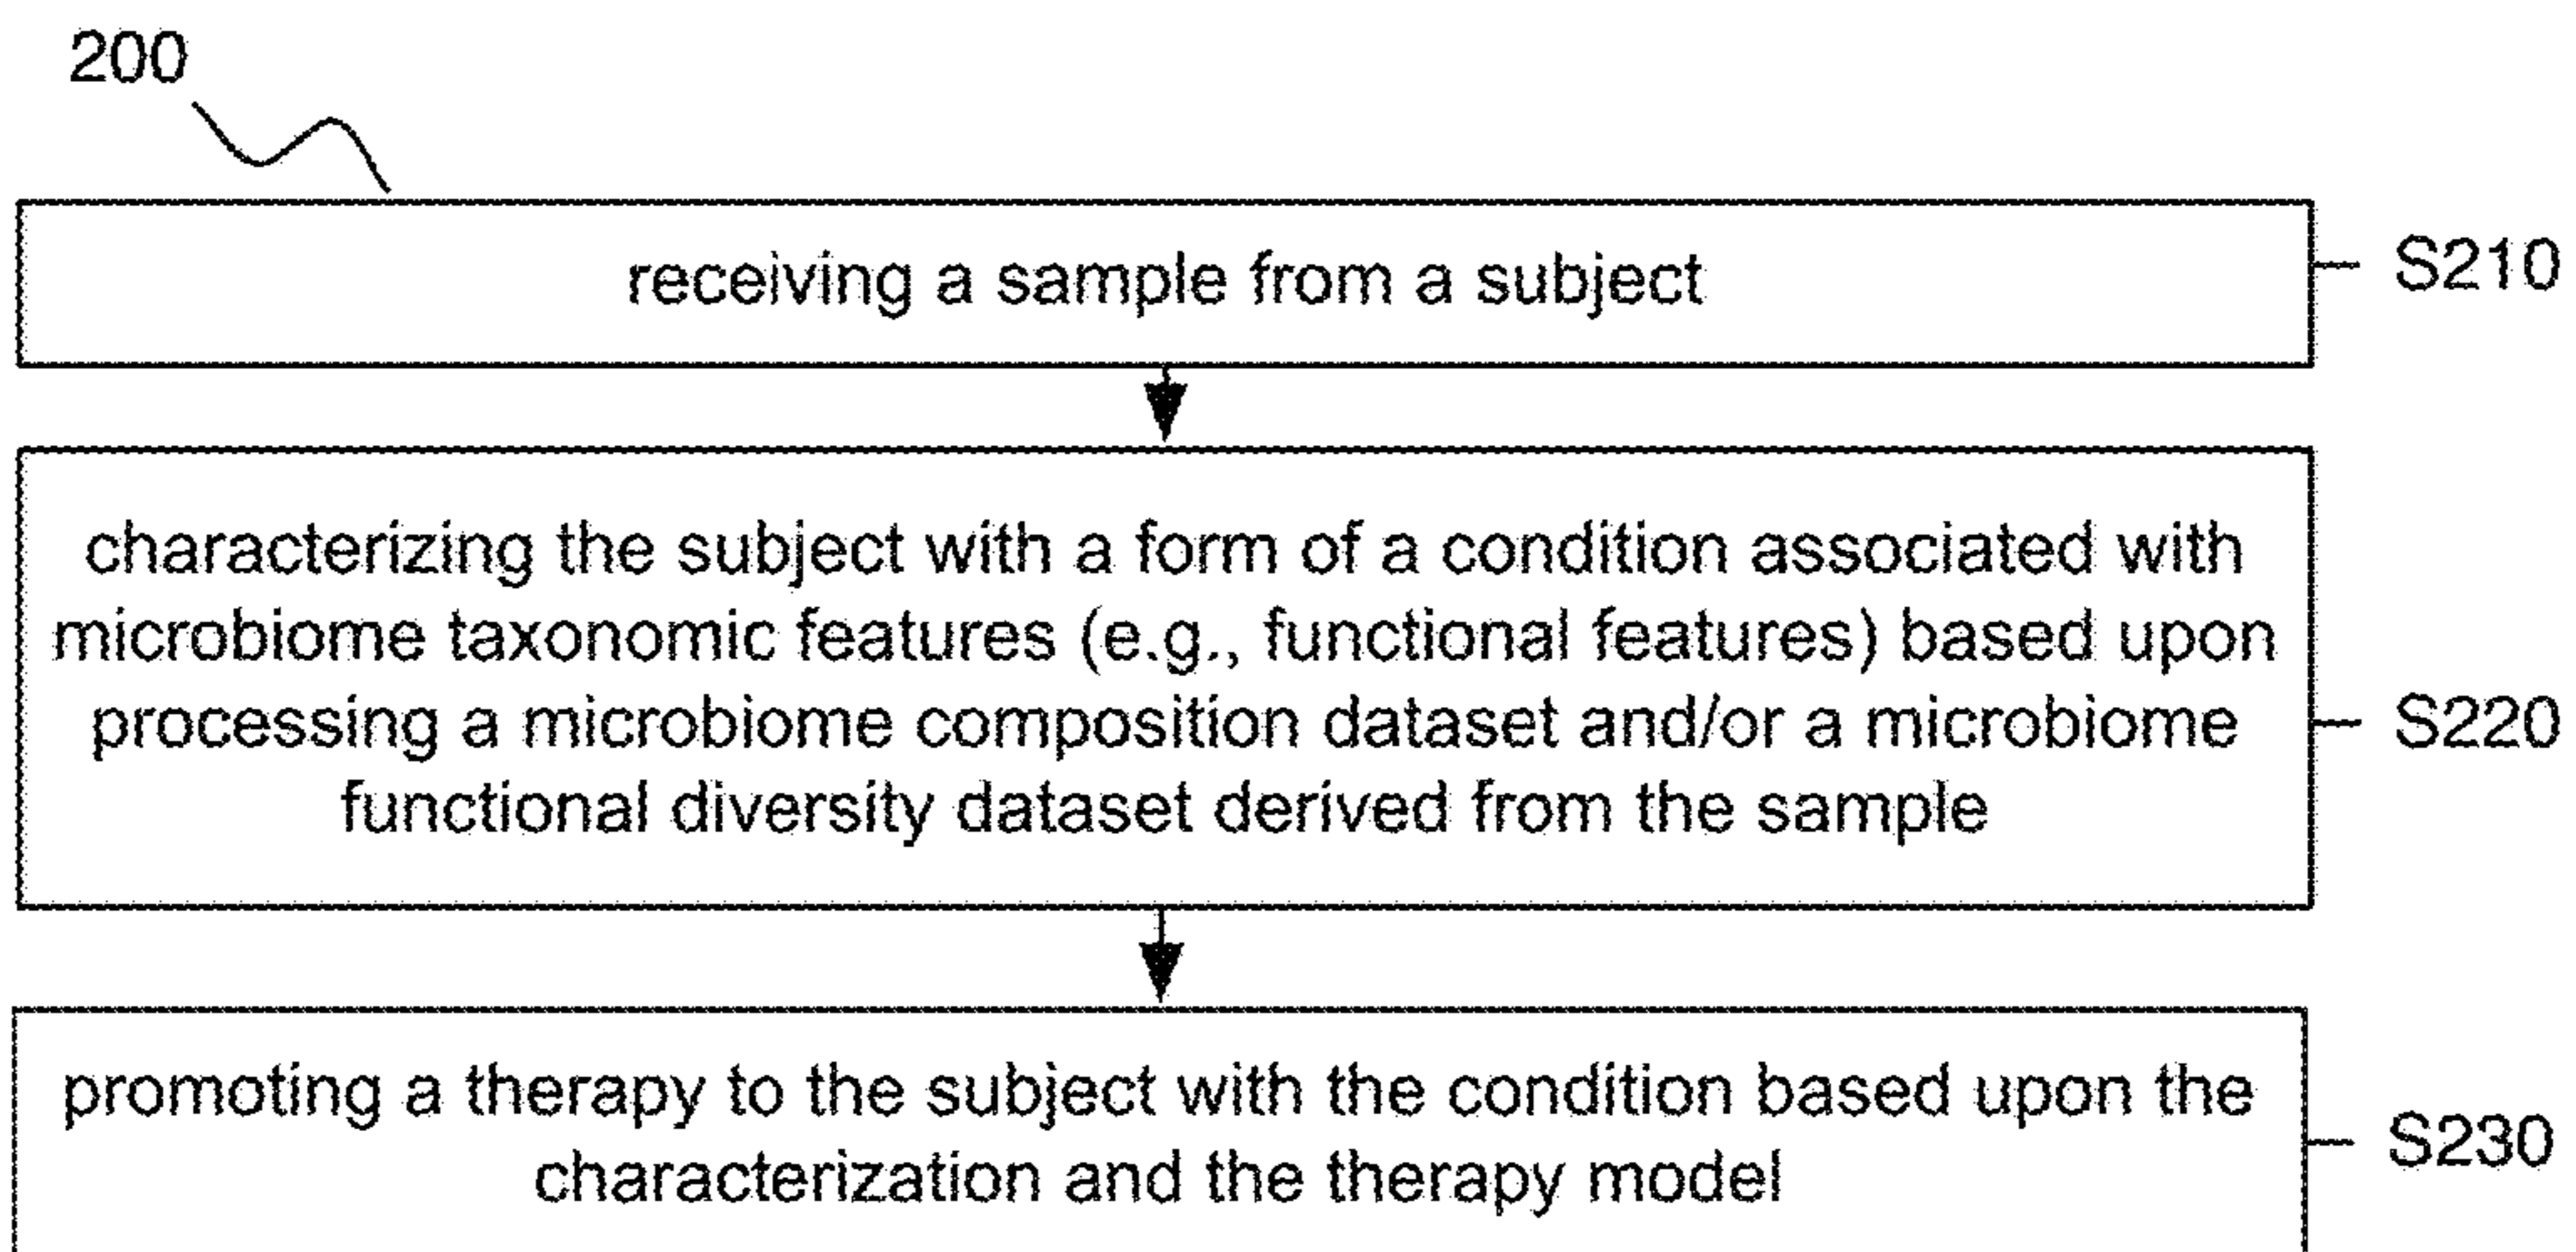 200
receiving a sample from a subject
S210
characterizing the subject with a form of a condition associated with
microbiome taxonomic features (e.g., functional features) based upon
processing a microbiome composition dataset and/or a microbiome
functional diversity dataset derived from the sample
S220
promoting a therapy to the subject with the condition based upon the
characterization and the therapy model
S230